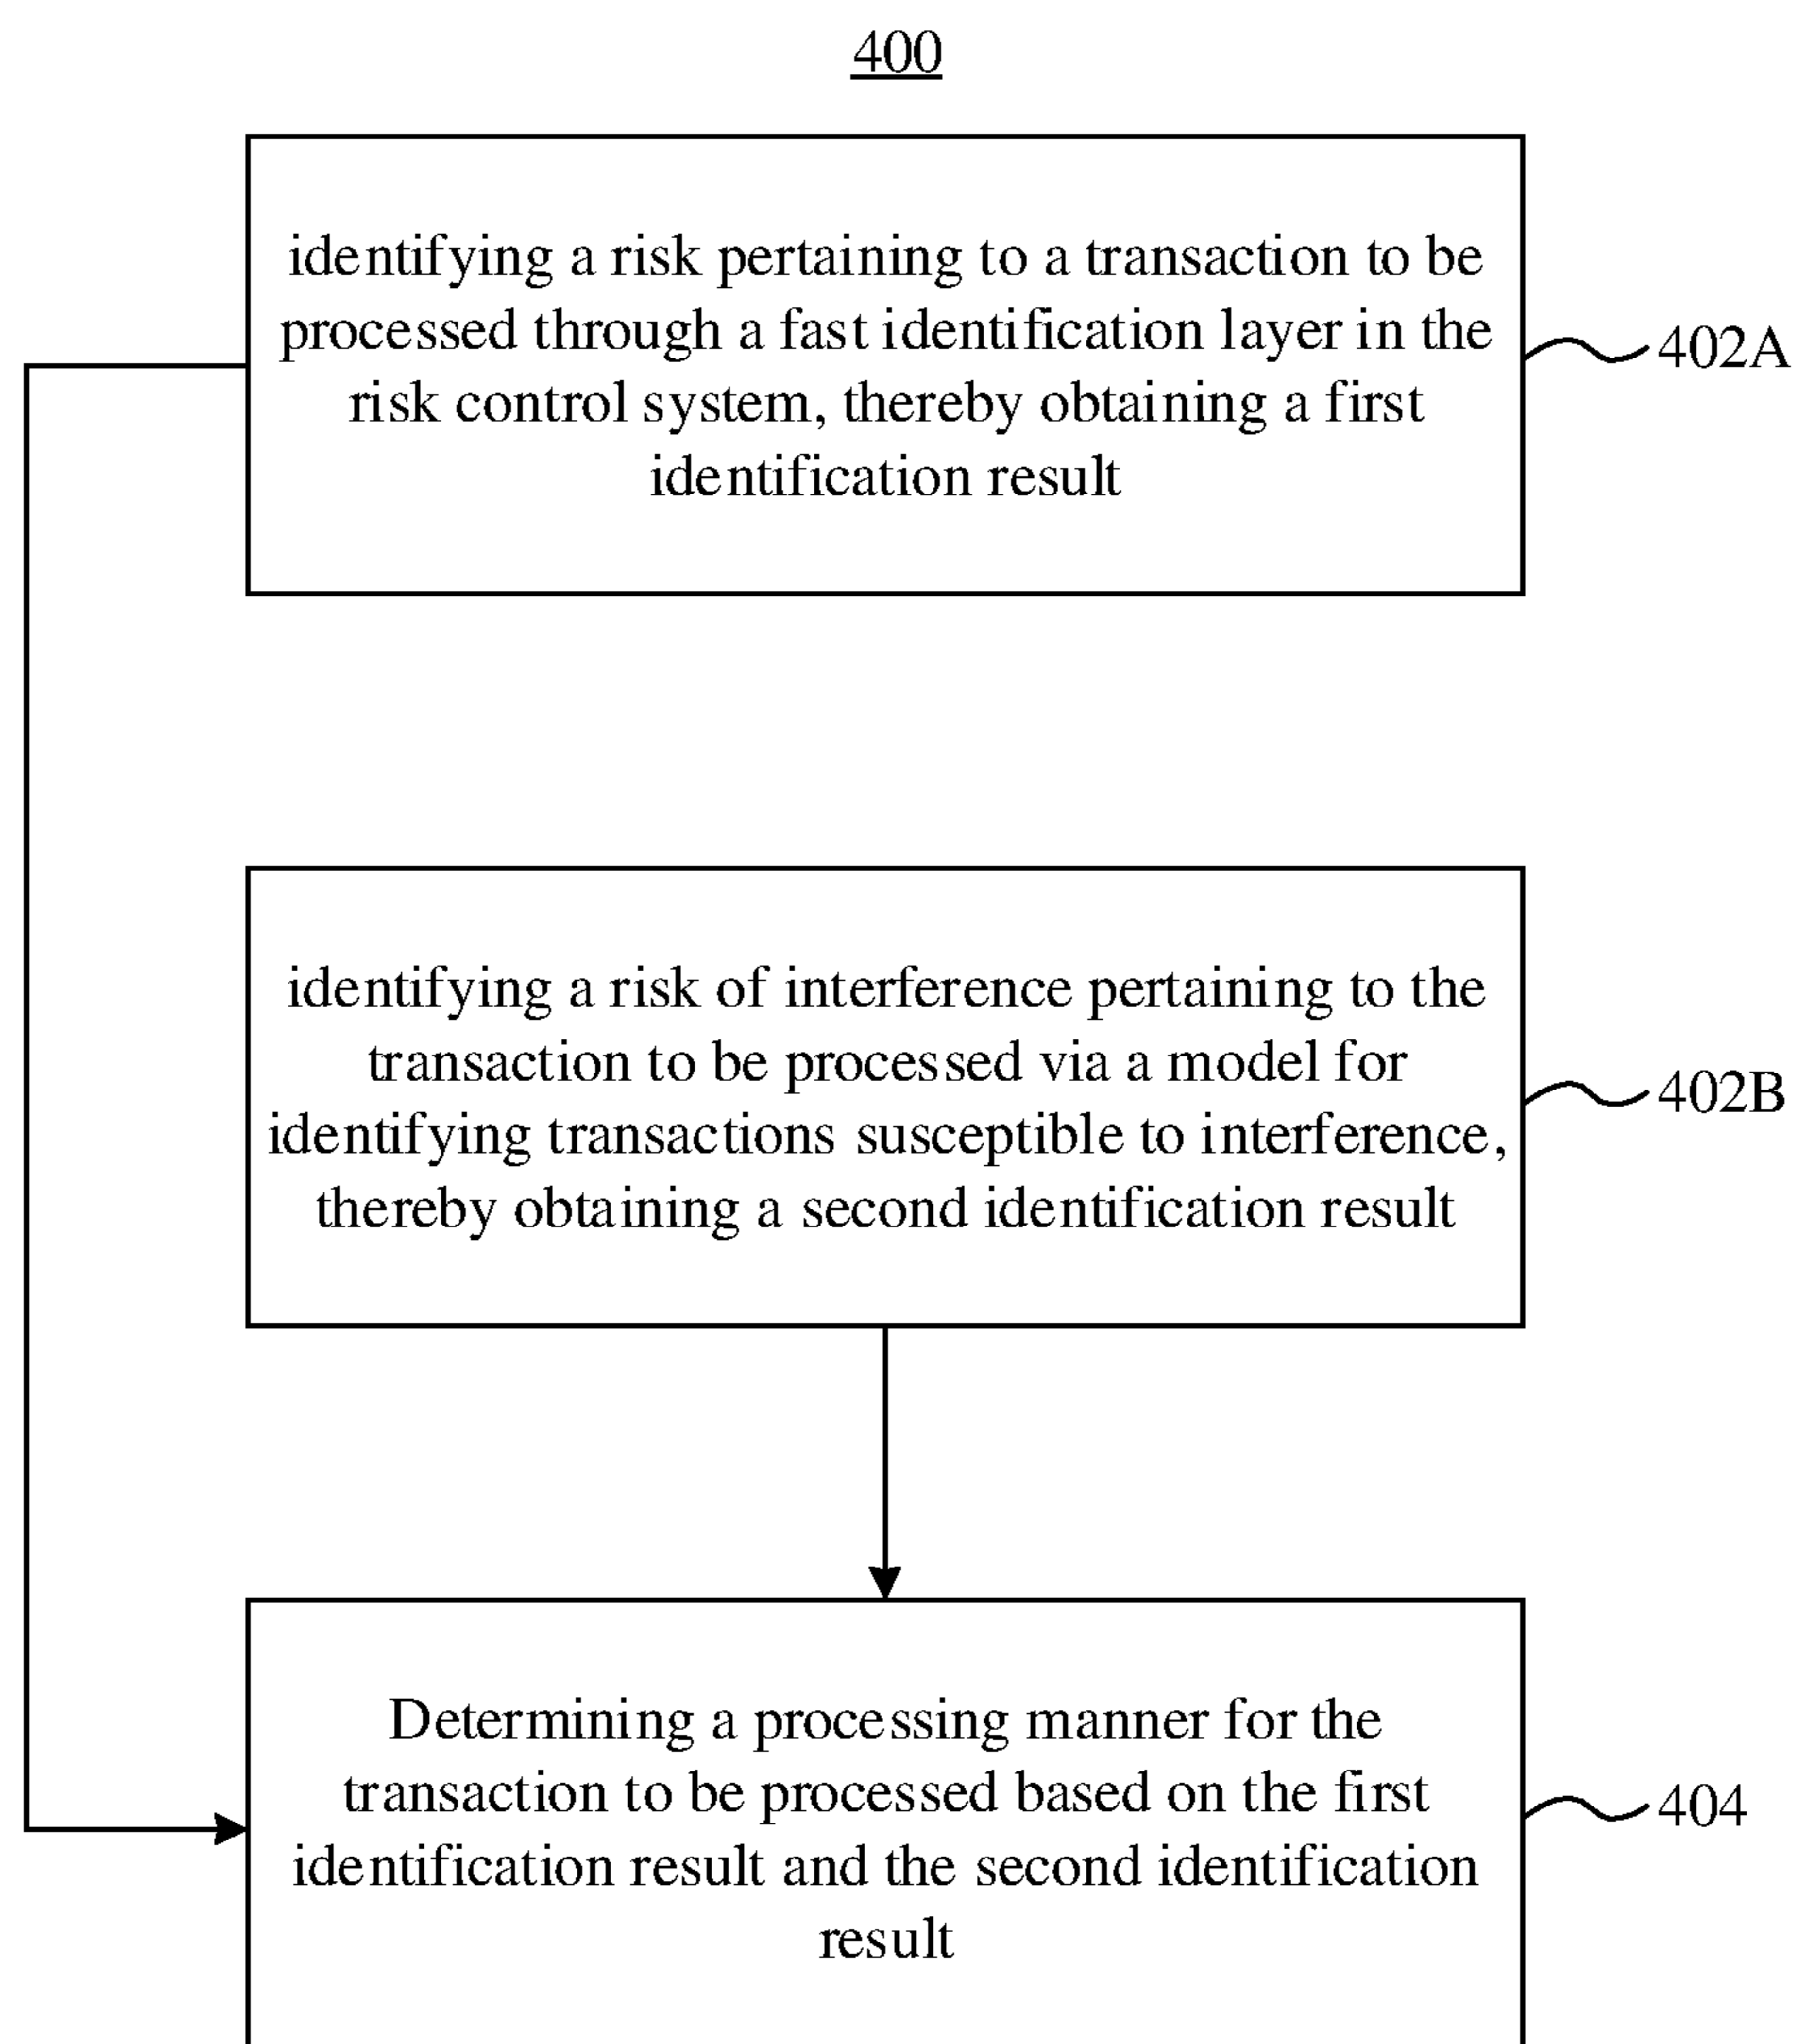 400
identifying a risk pertaining to a transaction to be
processed through a fast identification layer in the
risk control system, thereby obtaining a first
identification result
402A
identifying a risk of interference pertaining to the
transaction to be processed via a model for
identifying transactions susceptible to interference,
thereby obtaining a second identification result
402B
Determining a processing manner for the
transaction to be processed based on the first
identification result and the second identification
result
404